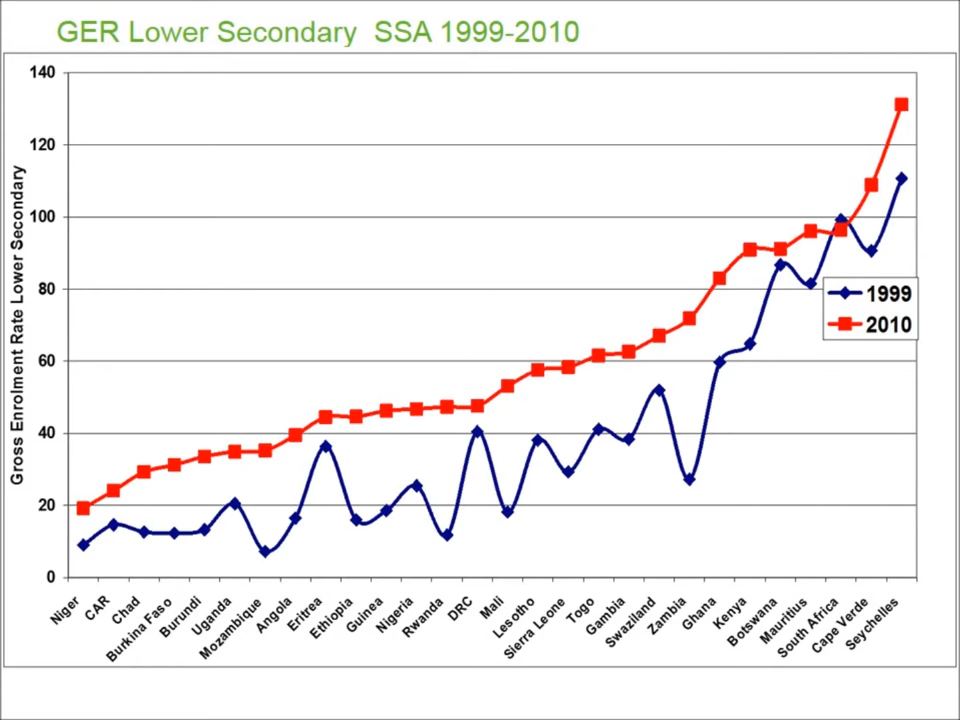 GER Lower Secondary SSA 1999-2010
140
120
100
80
60
40
20
0
Gross Enrolment Rate Lower Secondary
1999
2010
Niger
CAR
Chad
Burkina Faso
Burundi
Uganda
Mozambique
Angola
Eritrea
Ethiopia
Guinea
Nigeria
Rwanda
DRC
Mali
Lesotho
Sierra Leone
Togo
Gambia
Swaziland
Zambia
Ghana
Kenya
Botswana
Mauritius
South Africa
Cape Verde
Seychelles